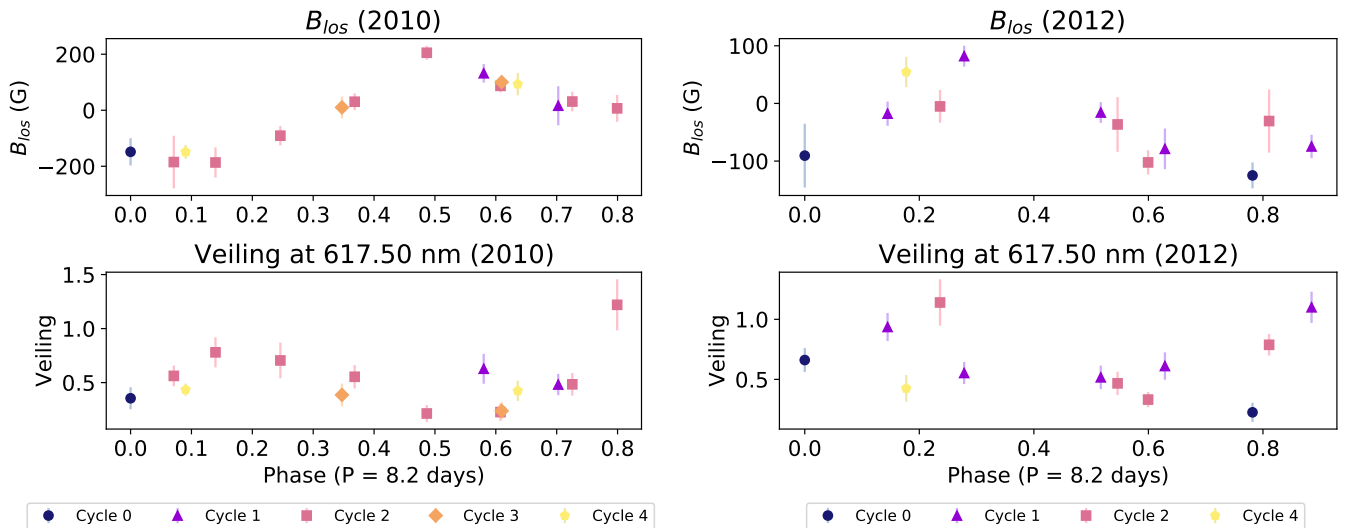 B_los (2010)
B_los (G)
200
0
−200
0.0 0.1 0.2 0.3 0.4 0.5 0.6 0.7 0.8
Veiling at 617.50 nm (2010)
Veiling
1.5
1.0
0.5
0.0 0.1 0.2 0.3 0.4 0.5 0.6 0.7 0.8
Phase (P = 8.2 days)
Cycle 0 Cycle 1 Cycle 2 Cycle 3 Cycle 4
B_los (2012)
B_los (G)
100
0
−100
0.0 0.2 0.4 0.6 0.8
Veiling at 617.50 nm (2012)
Veiling
1.0
0.5
0.0 0.2 0.4 0.6 0.8
Phase (P = 8.2 days)
Cycle 0 Cycle 1 Cycle 2 Cycle 4